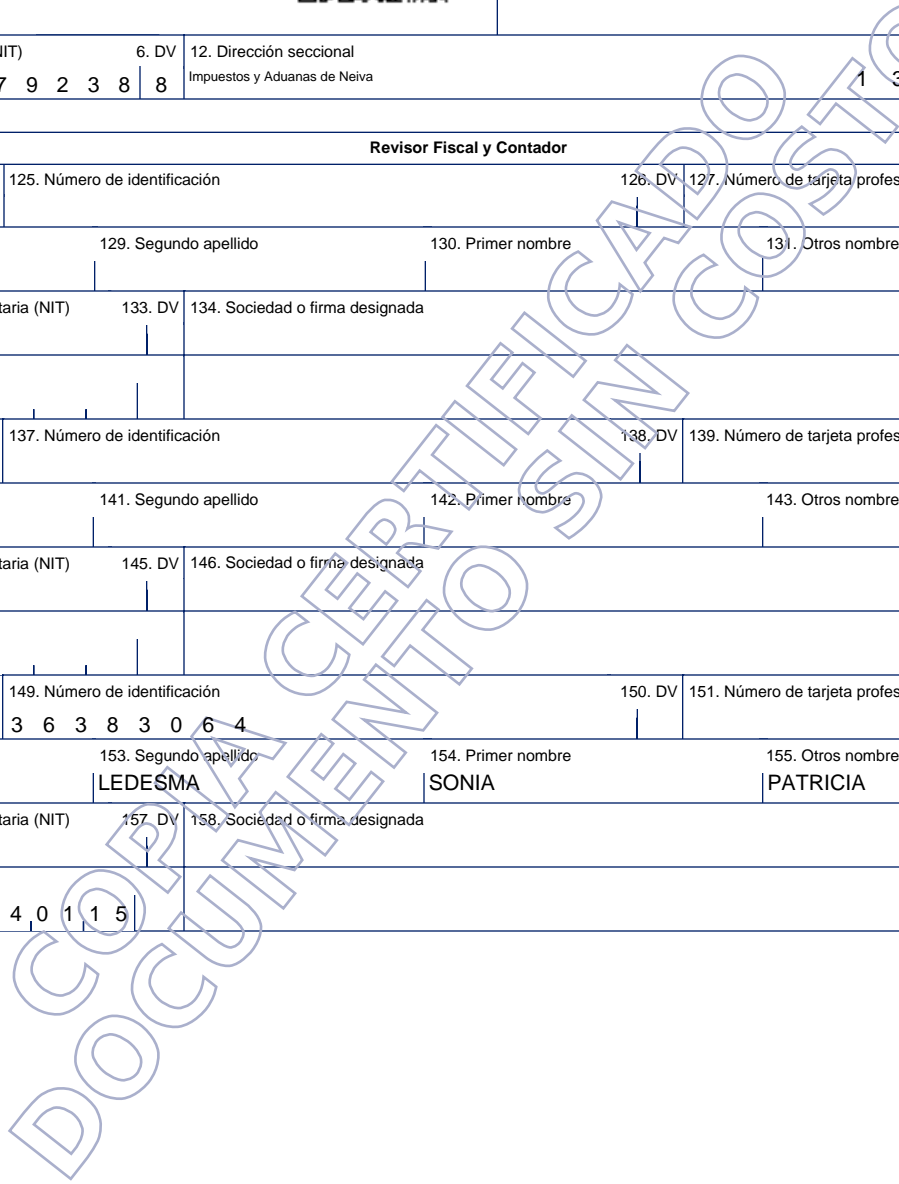 NIT) 6. DV 12. Dirección seccional
7 9 2 3 8 8 Impuestos y Aduanas de Neiva 1 3
Revisor Fiscal y Contador
125. Número de identificación 126. DV 127. Número de tarjeta profes
129. Segundo apellido 130. Primer nombre 131. Otros nombre
taria (NIT) 133. DV 134. Sociedad o firma designada
137. Número de identificación 138. DV 139. Número de tarjeta profes
141. Segundo apellido 142. Primer nombre 143. Otros nombre
taria (NIT) 145. DV 146. Sociedad o firma designada
149. Número de identificación 150. DV 151. Número de tarjeta profes
3 6 3 8 3 0 6 4
153. Segundo apellido 154. Primer nombre 155. Otros nombre
LEDESMA SONIA PATRICIA
taria (NIT) 157. DV 158. Sociedad o firma designada
4 0 1 1 5
COPIA CERTIFICADO
DOCUMENTO SIN COSTO